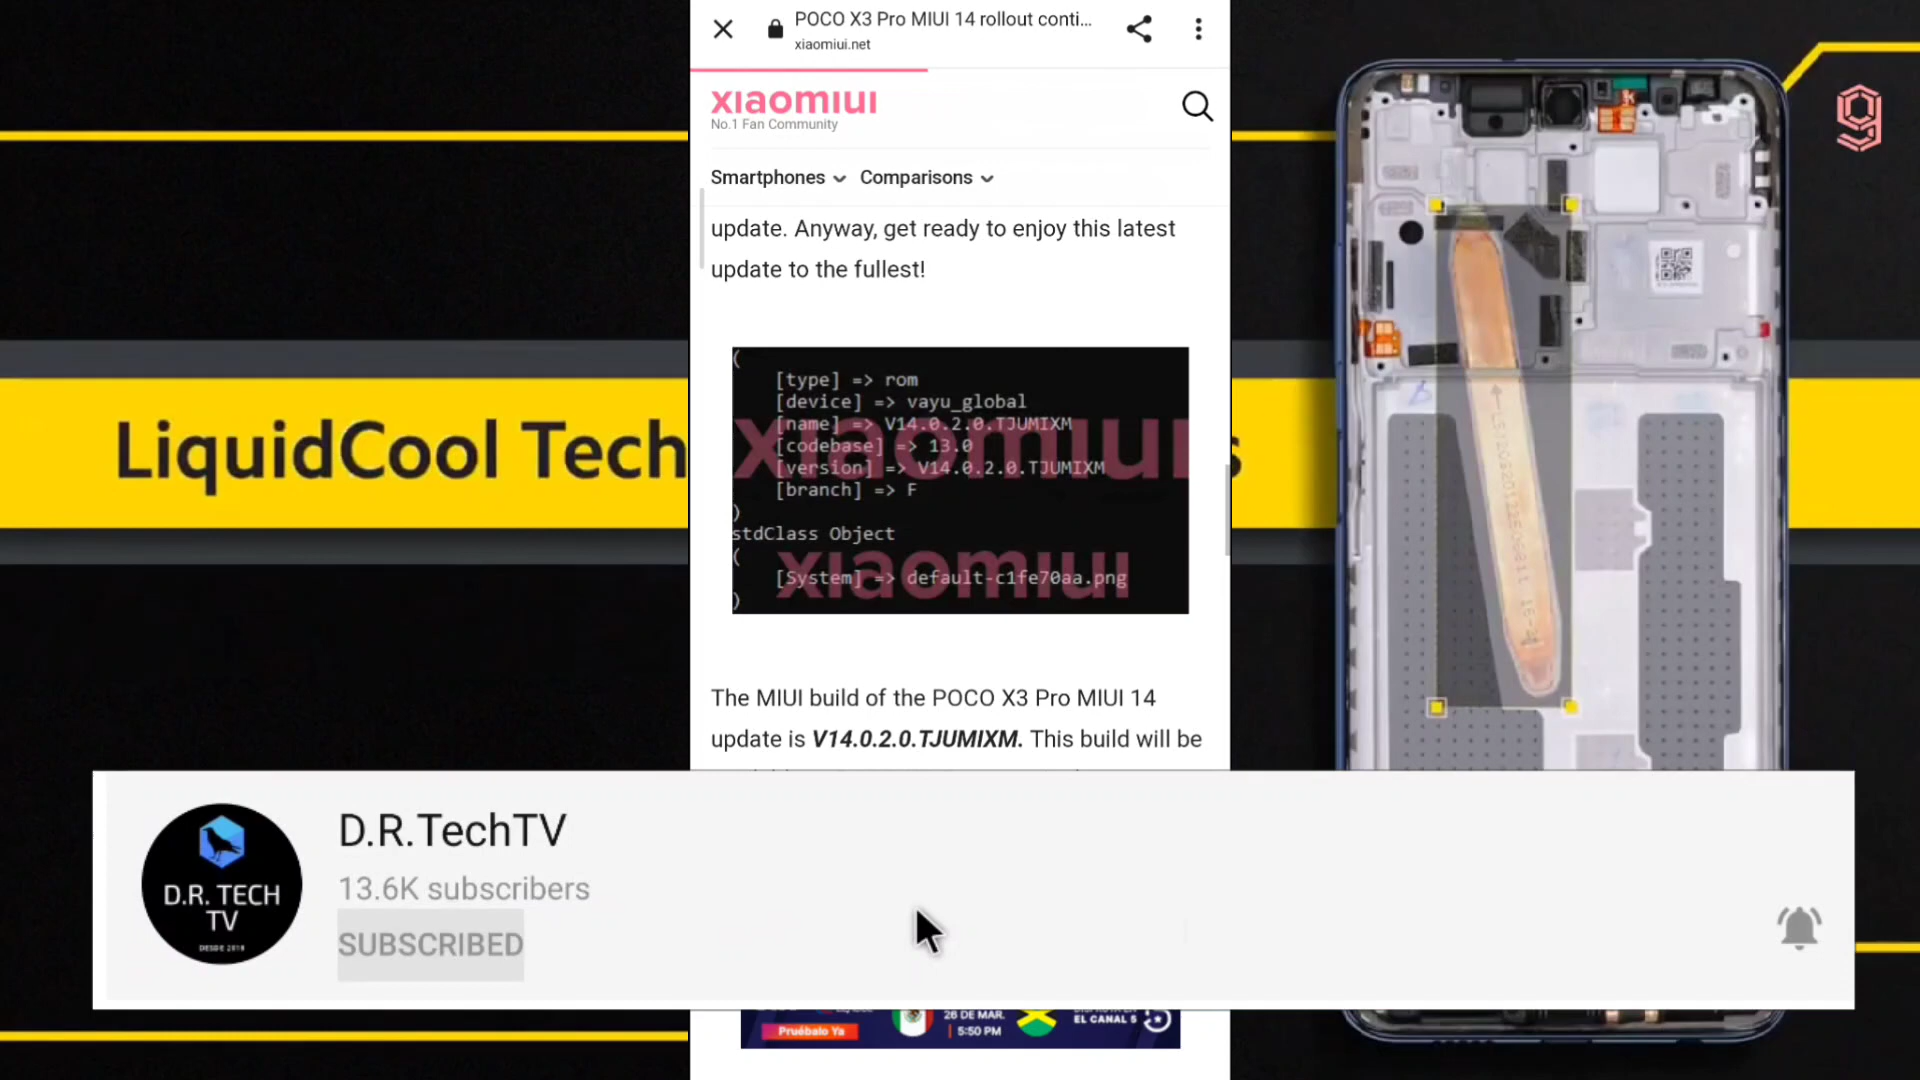 POCO X3 Pro MIUI 14 rollout conti...
xiaomiui.net
xiaomiui
No.1 Fan Community
Smartphones
Comparisons
update. Anyway, get ready to enjoy this latest
update to the fullest!
LiquidCool Tech
s
(
[type] => rom
[device] => vayu_global
[name] => V14.0.2.0.TJUMIXM
[codebase] => 13.0
[version] => V14.0.2.0.TJUMIXM
[branch] => F
)
stdClass Object
(
[System] => default-c1fe70aa.png
)
xiaomiui
xiaomiui
The MIUI build of the POCO X3 Pro MIUI 14
update is V14.0.2.0.TJUMIXM. This build will be
D.R.TechTV
13.6K subscribers
SUBSCRIBED
D.R. TECH
TV
DESDE 2019
Pruébalo Ya
26 DE MAR.
5:50 PM
EL CANAL 5